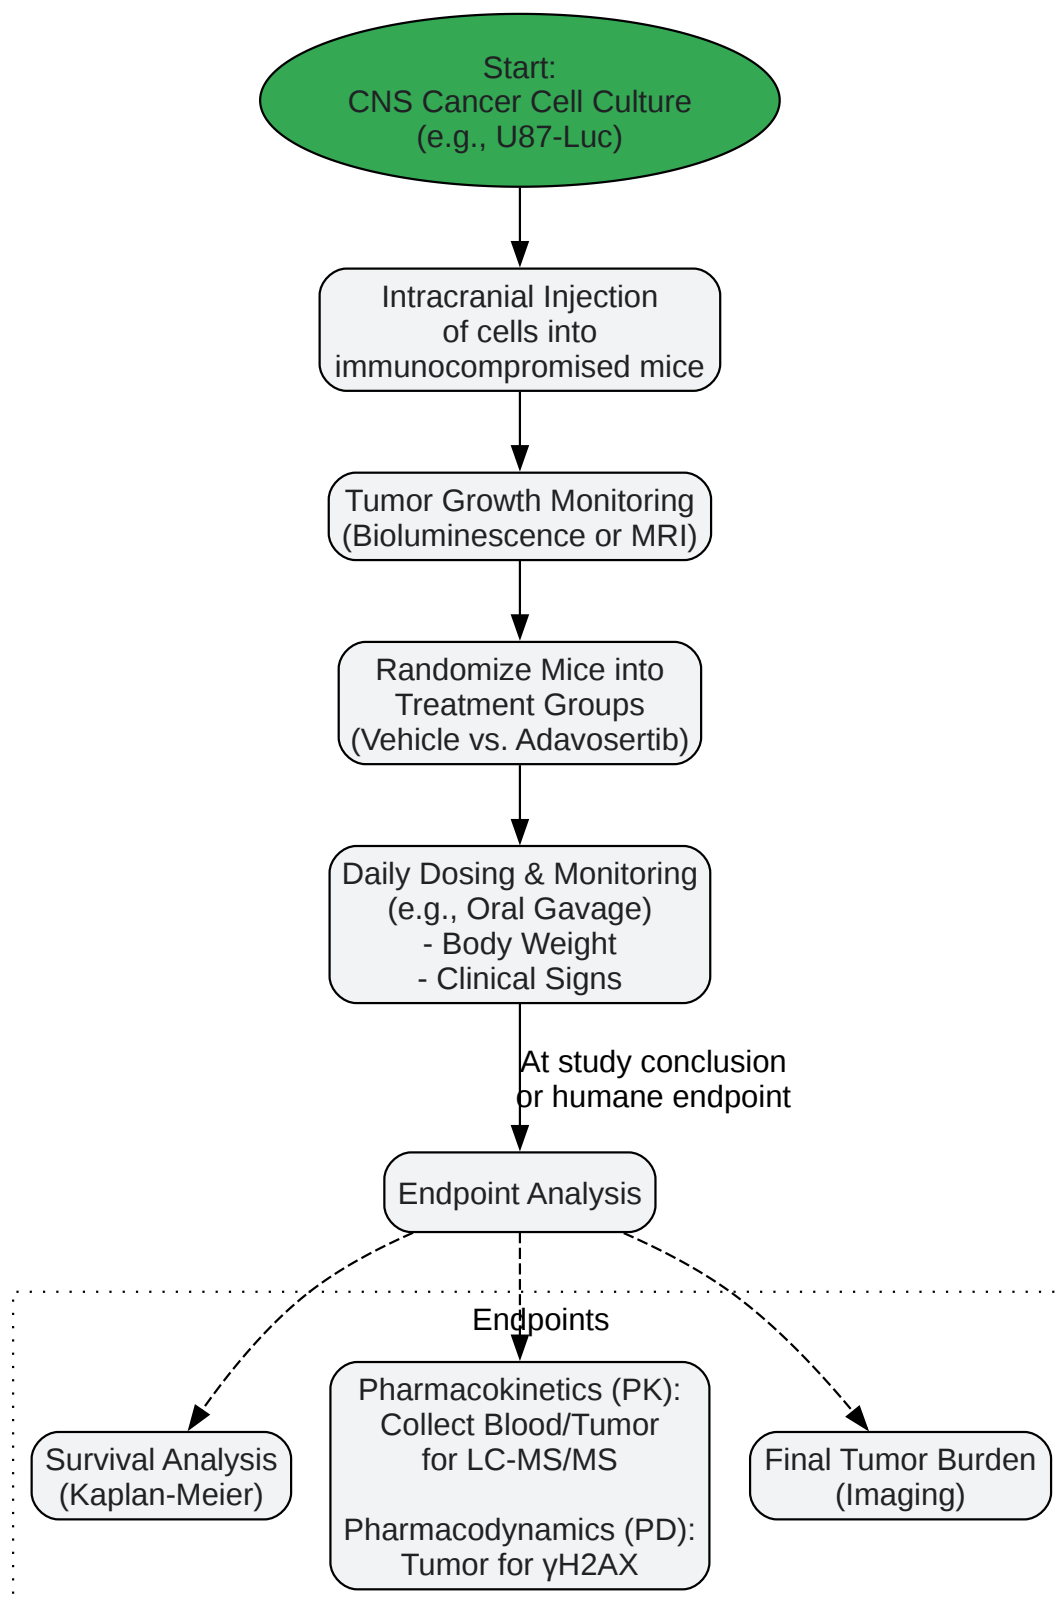 Start:
CNS Cancer Cell Culture
(e.g., U87-Luc)
Intracranial Injection
of cells into
immunocompromised mice
Tumor Growth Monitoring
(Bioluminescence or MRI)
Randomize Mice into
Treatment Groups
(Vehicle vs. Adavosertib)
Daily Dosing & Monitoring
(e.g., Oral Gavage)
- Body Weight
- Clinical Signs
At study conclusion
or humane endpoint
Endpoint Analysis
Endpoints
Survival Analysis
(Kaplan-Meier)
Pharmacokinetics (PK):
Collect Blood/Tumor
for LC-MS/MS
Pharmacodynamics (PD):
Tumor for γH2AX
Final Tumor Burden
(Imaging)